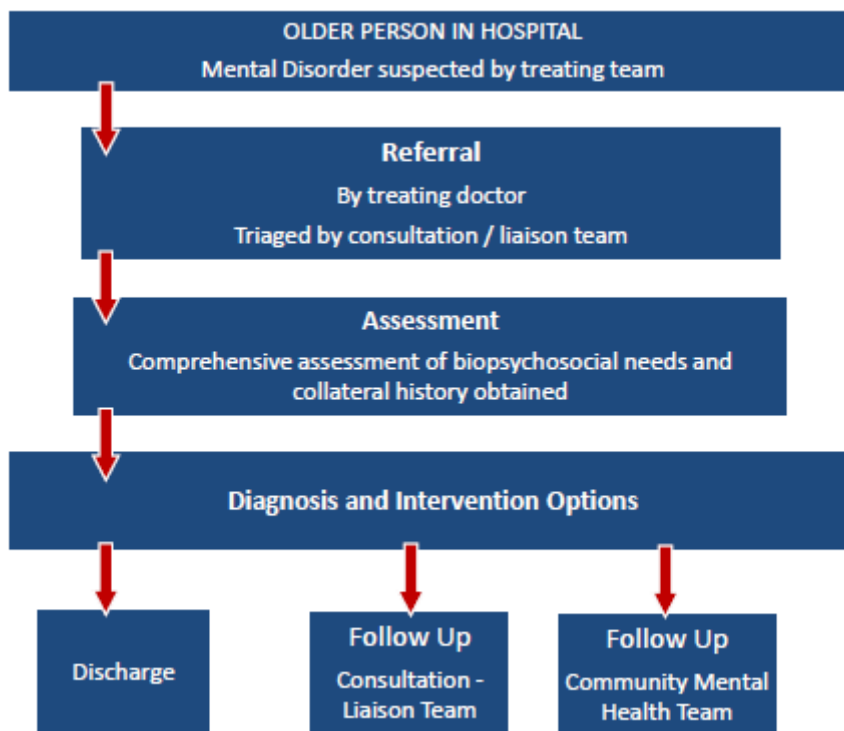 OLDER PERSON IN HOSPITAL
Mental Disorder suspected by treating team
Referral
By treating doctor
Triaged by consultation / liaison team
Assessment
Comprehensive assessment of biopsychosocial needs and
collateral history obtained
Diagnosis and Intervention Options
Discharge
Follow Up
Consultation -
Liaison Team
Follow Up
Community Mental
Health Team